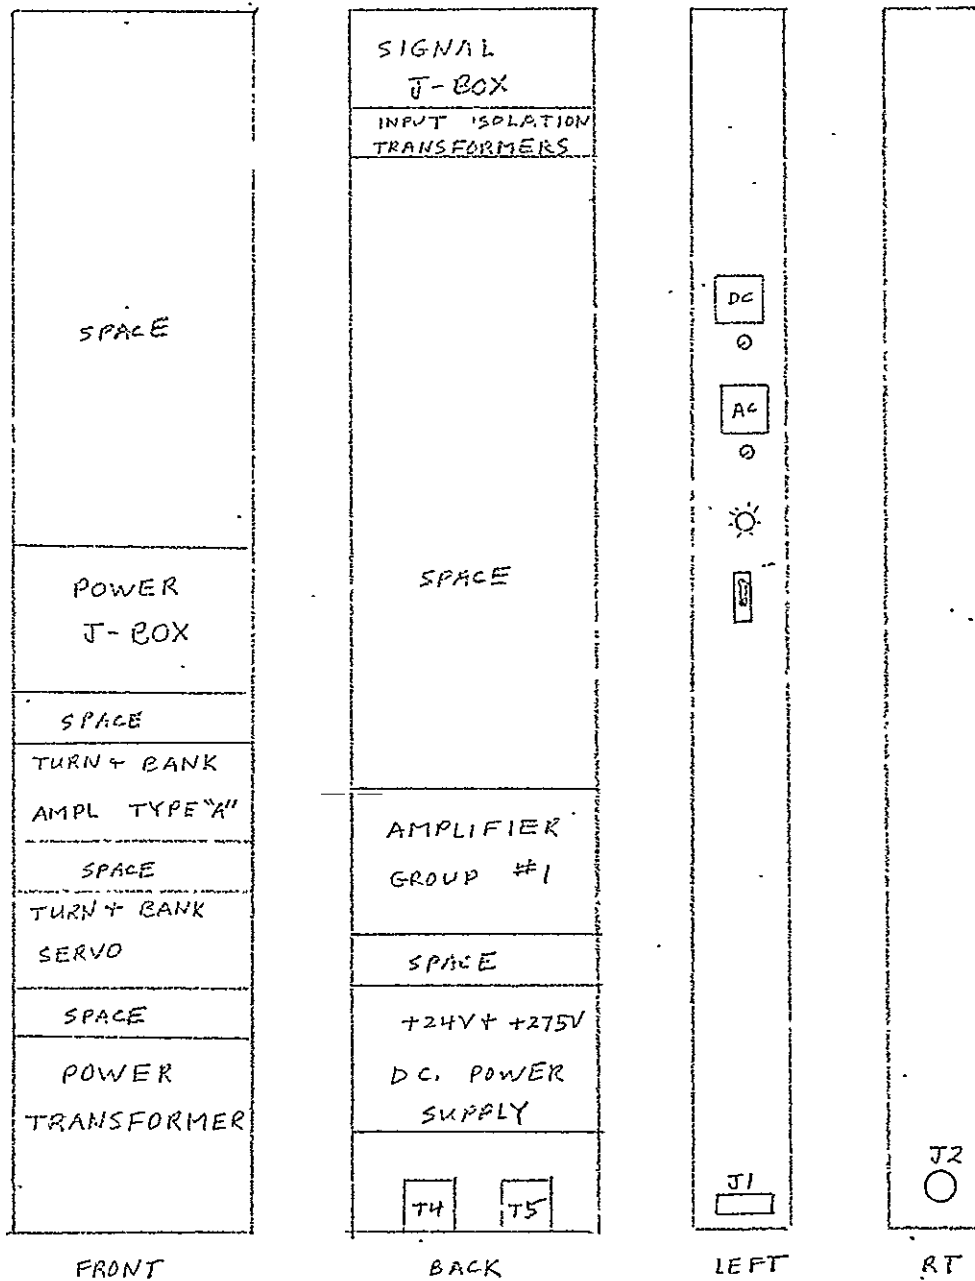 SPACE
POWER
J-BOX
SPACE
TURN + BANK
AMPL TYPE "A"
SPACE
TURN + BANK
SERVO
SPACE
POWER
TRANSFORMER
FRONT
SIGNAL
J-BOX
INPUT ISOLATION
TRANSFORMERS
SPACE
AMPLIFIER
GROUP #1
SPACE
+24V + +275V
DC. POWER
SUPPLY
T4 T5
BACK
DC
AC
J1
LEFT
J2
RT